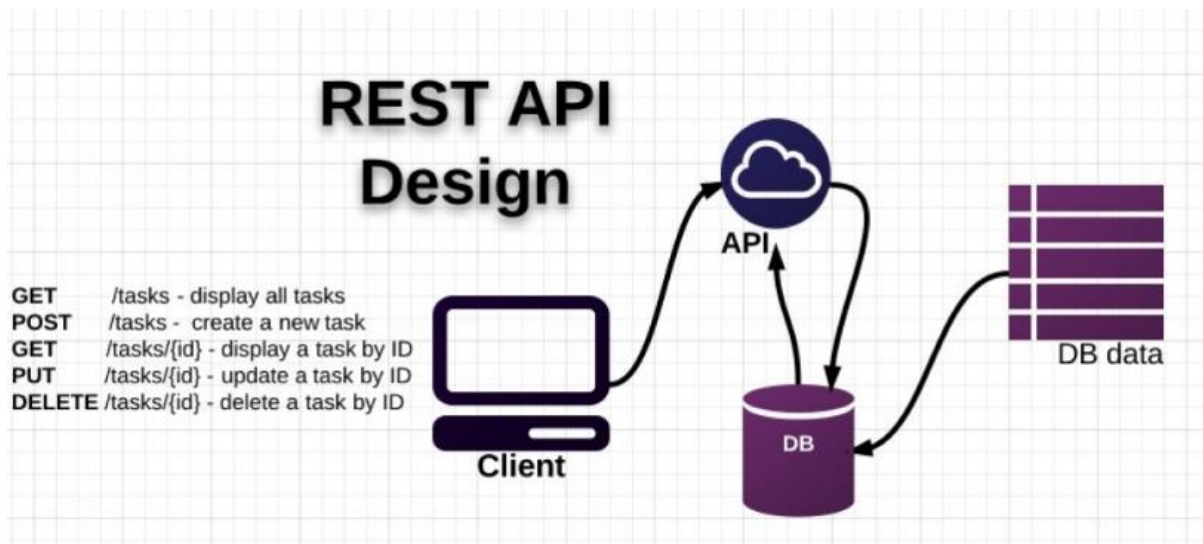 REST API
Design
API
GET /tasks - display all tasks
POST /tasks - create a new task
GET /tasks/{id} - display a task by ID
PUT /tasks/{id} - update a task by ID
DELETE /tasks/{id} - delete a task by ID
Client
DB
DB data